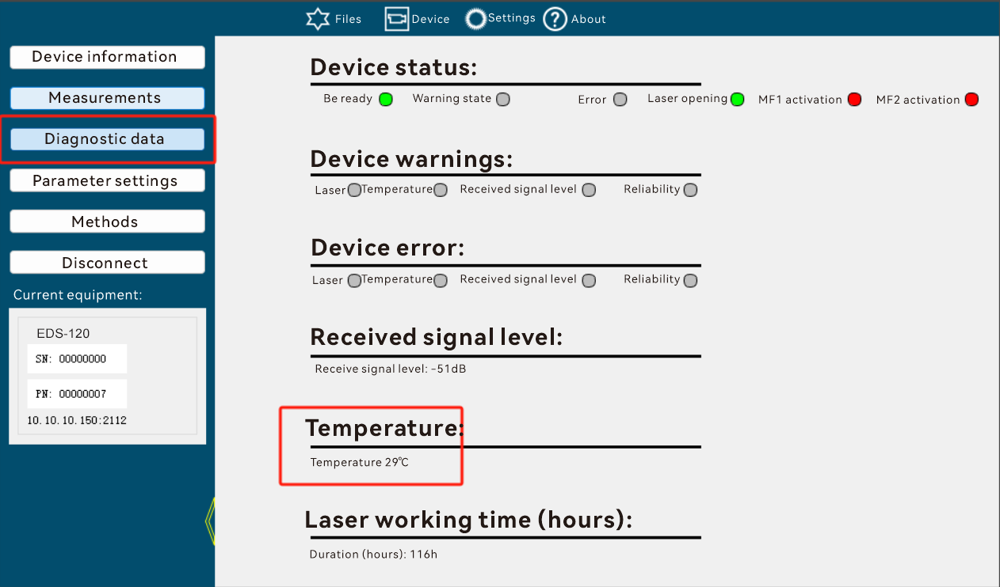 Files Device Settings ? About
Device information
Measurements
Diagnostic data
Parameter settings
Methods
Disconnect
Current equipment:
EDS-120
SN: 00000000
PN: 00000007
10.10.10.150:2112
Device status:
Be ready Warning state Error Laser opening MF1 activation MF2 activation
Device warnings:
Laser Temperature Received signal level Reliability
Device error:
Laser Temperature Received signal level Reliability
Received signal level:
Receive signal level: -51dB
Temperature:
Temperature 29℃
Laser working time (hours):
Duration (hours): 116h